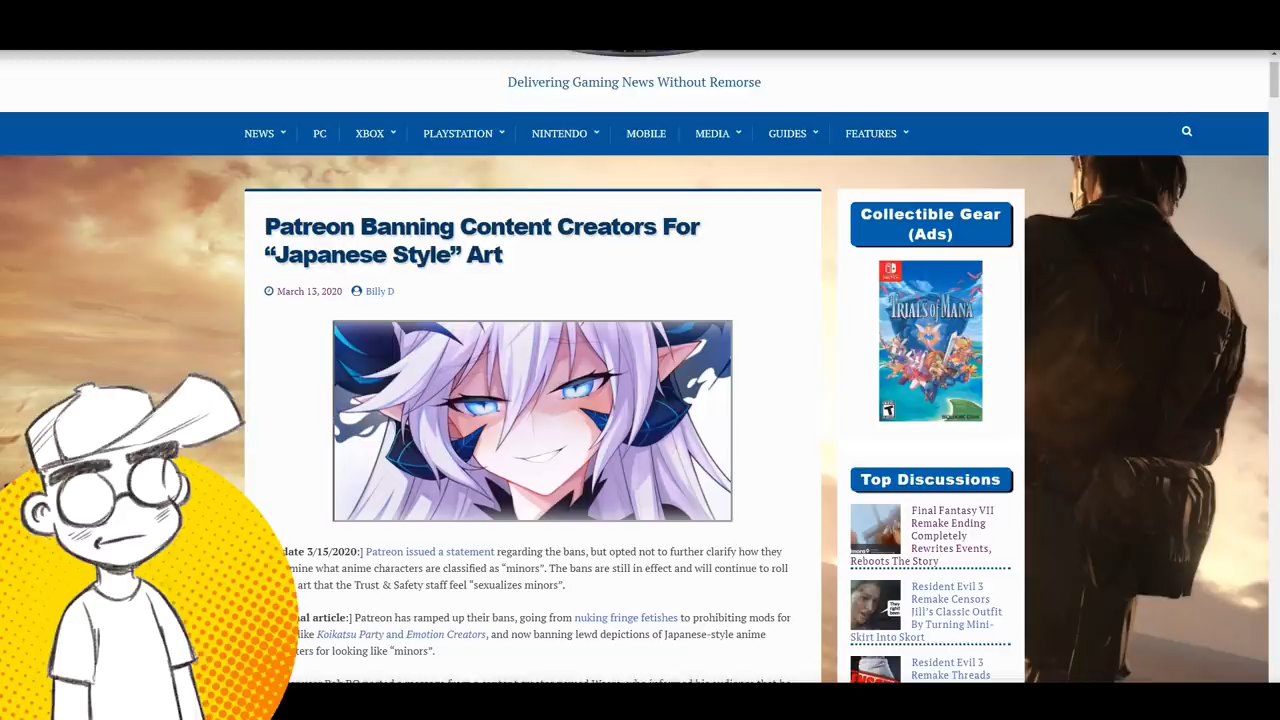 Delivering Gaming News Without Remorse
NEWS PC XBOX PLAYSTATION NINTENDO MOBILE MEDIA GUIDES FEATURES
Patreon Banning Content Creators For
“Japanese Style” Art
March 13, 2020 Billy D
date 3/15/2020:] Patreon issued a statement regarding the bans, but opted not to further clarify how they
mine what anime characters are classified as “minors”. The bans are still in effect and will continue to roll
art that the Trust & Safety staff feel “sexualizes minors”.
nal article:] Patreon has ramped up their bans, going from nuking fringe fetishes to prohibiting mods for
like Koikatsu Party and Emotion Creators, and now banning lewd depictions of Japanese-style anime
ters for looking like “minors”.
Collectible Gear
(Ads)
TRIALS of MANA
Top Discussions
Final Fantasy VII
Remake Ending
Completely
Rewrites Events,
Reboots The Story
Resident Evil 3
Remake Censors
Jill’s Classic Outfit
By Turning Mini-
Skirt Into Skort
Resident Evil 3
Remake Threads